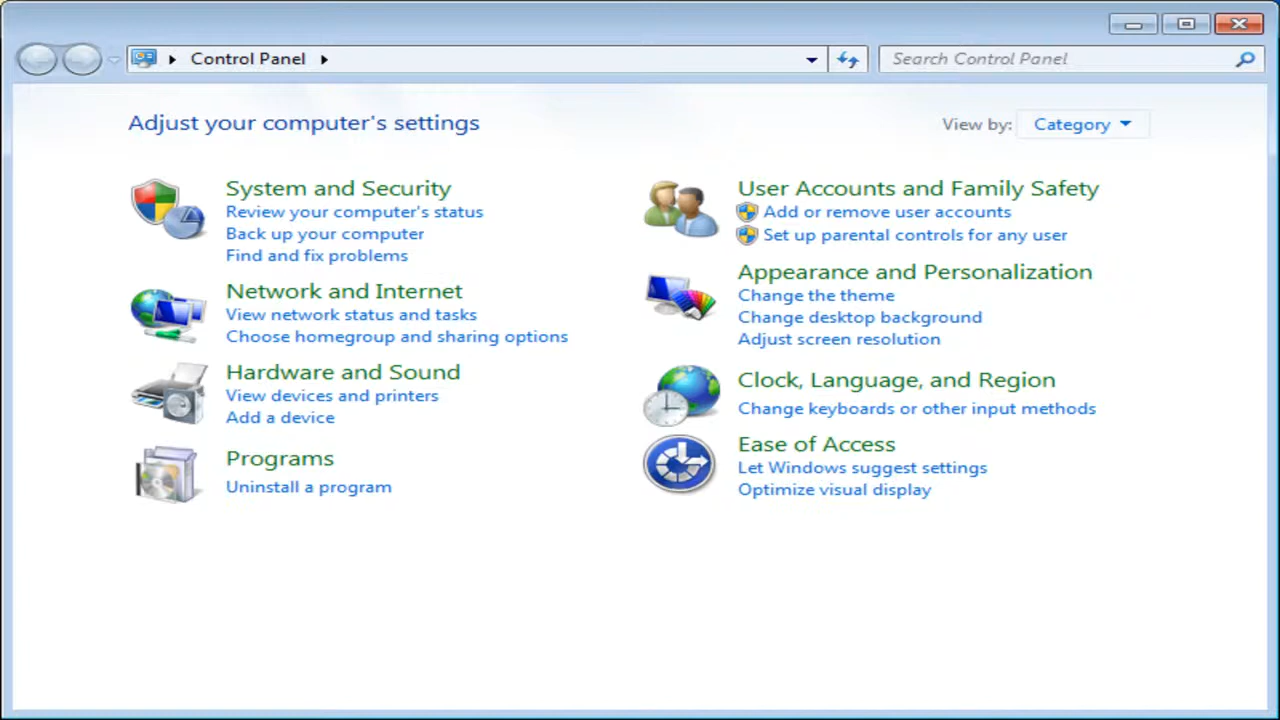 Control Panel
Search Control Panel
Adjust your computer's settings
View by: Category
System and Security
Review your computer's status
Back up your computer
Find and fix problems
Network and Internet
View network status and tasks
Choose homegroup and sharing options
Hardware and Sound
View devices and printers
Add a device
Programs
Uninstall a program
User Accounts and Family Safety
Add or remove user accounts
Set up parental controls for any user
Appearance and Personalization
Change the theme
Change desktop background
Adjust screen resolution
Clock, Language, and Region
Change keyboards or other input methods
Ease of Access
Let Windows suggest settings
Optimize visual display